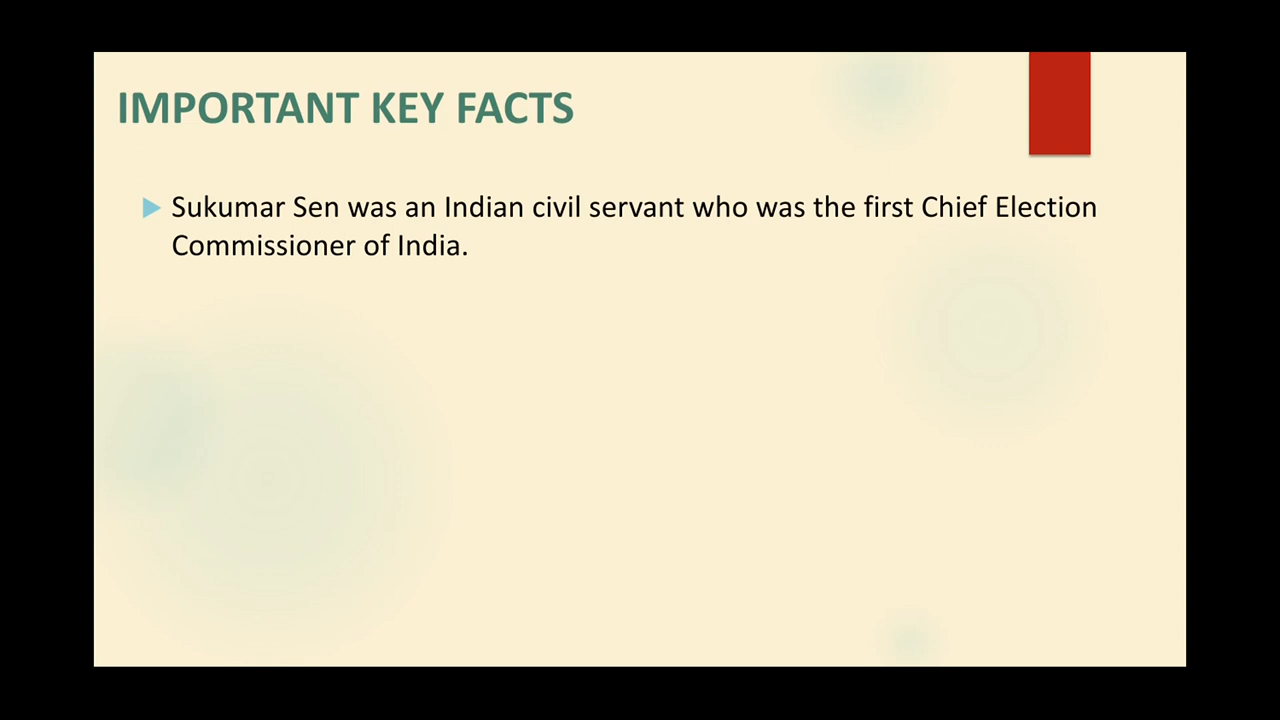 IMPORTANT KEY FACTS
Sukumar Sen was an Indian civil servant who was the first Chief Election
Commissioner of India.